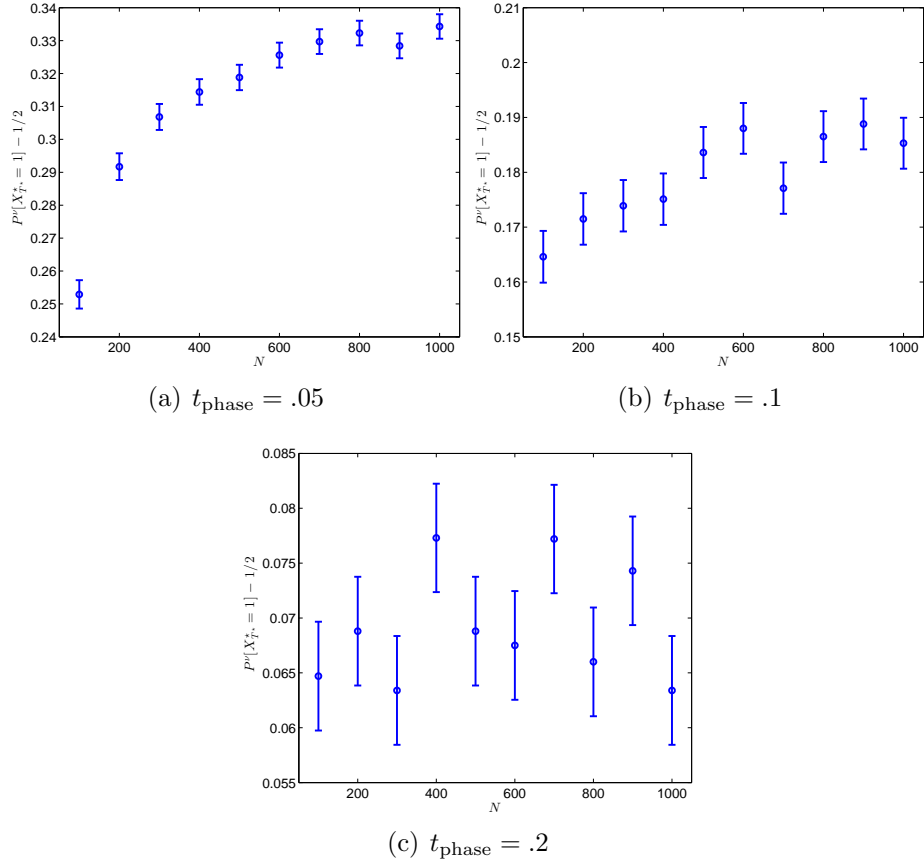 0.34
0.33
0.32
0.31
0.3
0.29
0.28
0.27
0.26
0.25
0.24
200 400 600 800 1000
N
P^ν[X^⋆_{T^*} = 1] − 1/2
(a) t_phase = .05
0.21
0.2
0.19
0.18
0.17
0.16
0.15
200 400 600 800 1000
N
P^ν[X^⋆_{T^*} = 1] − 1/2
(b) t_phase = .1
0.085
0.08
0.075
0.07
0.065
0.06
0.055
200 400 600 800 1000
N
P^ν[X^⋆_{T^*} = 1] − 1/2
(c) t_phase = .2